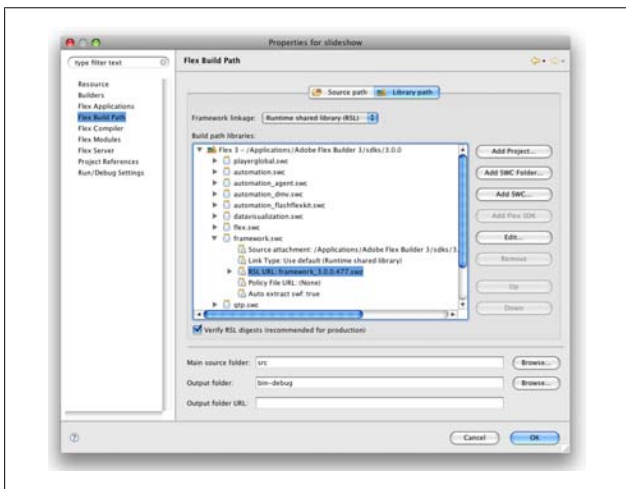 Properties for slideshow
type filter text
Flex Build Path
Resource
Builders
Flex Applications
Flex Build Path
Flex Compiler
Flex Modules
Flex Server
Project References
Run/Debug Settings
Source path
Library path
Framework linkage: Runtime shared library (RSL)
Build path libraries:
Flex 3 - /Applications/Adobe Flex Builder 3/sdks/3.0.0
playerglobal.swc
automation.swc
automation_agent.swc
automation_dmv.swc
automation_flashflexkit.swc
datavisualization.swc
flex.swc
framework.swc
Source attachment: /Applications/Adobe Flex Builder 3/sdks/3.
Link Type: Use default (Runtime shared library)
RSL URL: framework_3.0.0.477.swz
Policy File URL: (None)
Auto extract swf: true
qtp.swc
Add Project...
Add SWC Folder...
Add SWC...
Add Flex SDK
Edit...
Remove
Up
Down
Verify RSL digests (recommended for production)
Main source folder: src
Browse...
Output folder: bin-debug
Browse...
Output folder URL:
?
Cancel
OK